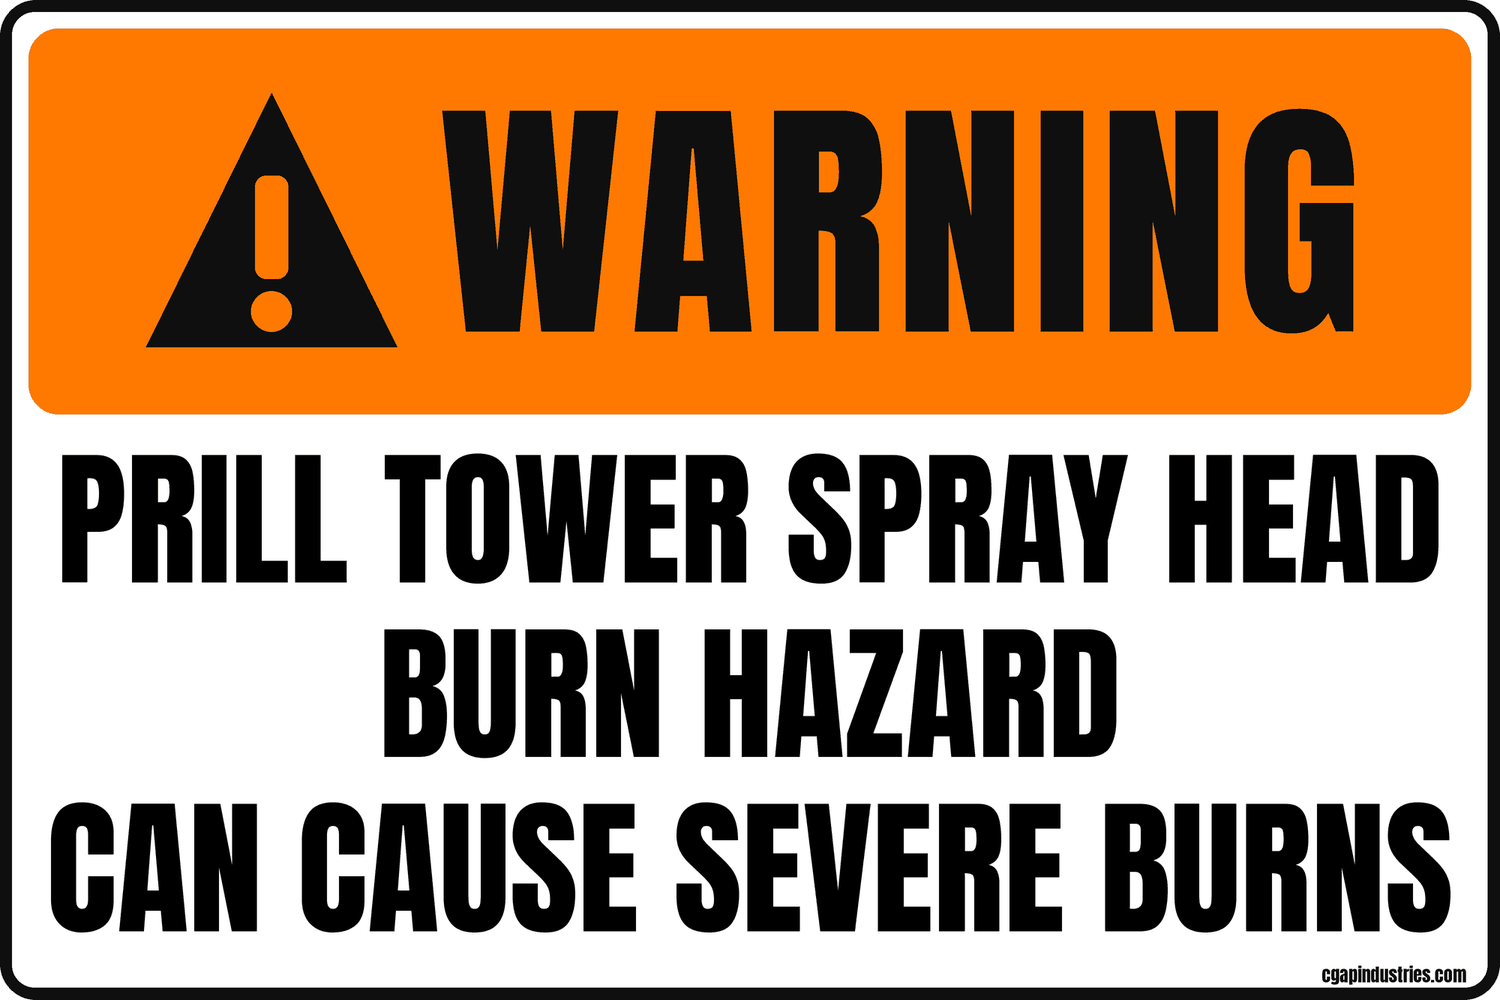 WARNING
PRILL TOWER SPRAY HEAD
BURN HAZARD
CAN CAUSE SEVERE BURNS
cgapindustries.com